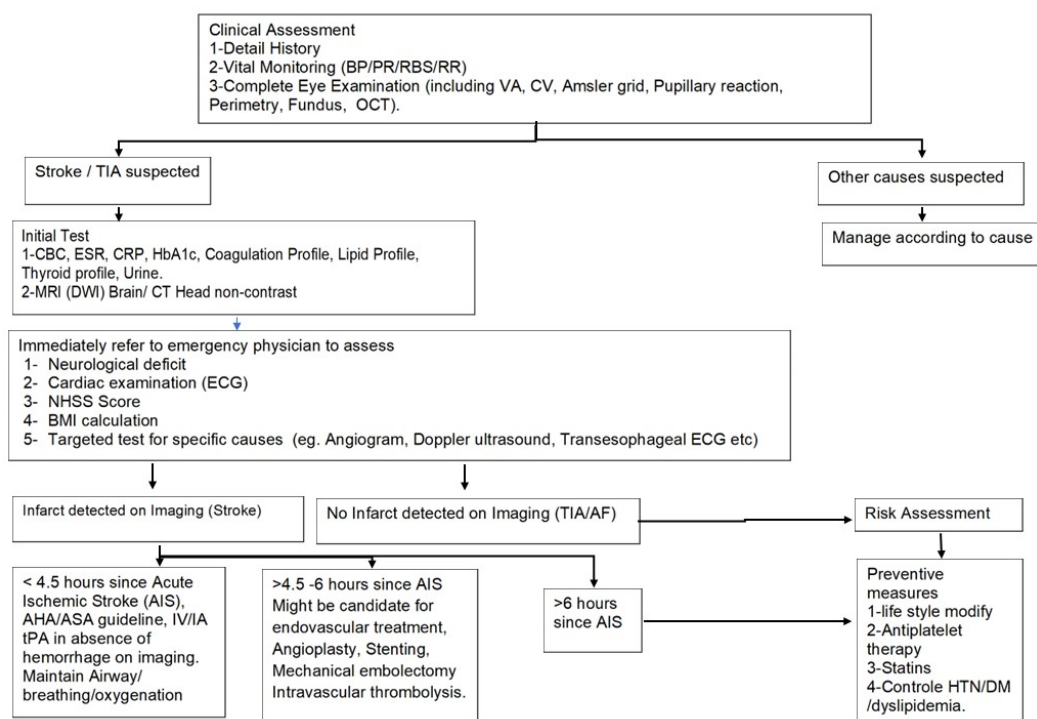 Clinical Assessment
1-Detail History
2-Vital Monitoring (BP/PR/RBS/RR)
3-Complete Eye Examination (including VA, CV, Amsler grid, Pupillary reaction,
Perimetry, Fundus, OCT).
Stroke / TIA suspected
Other causes suspected
Initial Test
1-CBC, ESR, CRP, HbA1c, Coagulation Profile, Lipid Profile,
Thyroid profile, Urine.
2-MRI (DWI) Brain/ CT Head non-contrast
Manage according to cause
Immediately refer to emergency physician to assess
1- Neurological deficit
2- Cardiac examination (ECG)
3- NHSS Score
4- BMI calculation
5- Targeted test for specific causes (eg. Angiogram, Doppler ultrasound, Transesophageal ECG etc)
Infarct detected on Imaging (Stroke)
No Infarct detected on Imaging (TIA/AF)
Risk Assessment
< 4.5 hours since Acute
Ischemic Stroke (AIS),
AHA/ASA guideline, IV/IA
tPA in absence of
hemorrhage on imaging.
Maintain Airway/
breathing/oxygenation
>4.5 -6 hours since AIS
Might be candidate for
endovascular treatment,
Angioplasty, Stenting,
Mechanical embolectomy
Intravascular thrombolysis.
>6 hours
since AIS
Preventive
measures
1-life style modify
2-Antiplatelet
therapy
3-Statins
4-Controle HTN/DM
/dyslipidemia.